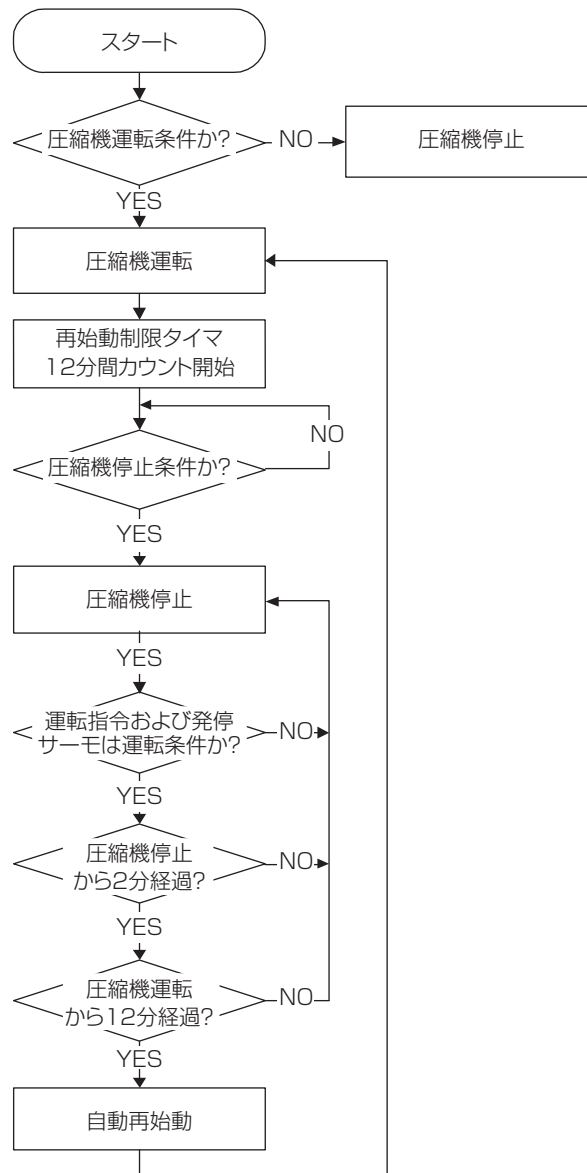 スタート
圧縮機運転条件か?
NO
圧縮機停止
YES
圧縮機運転
再始動制限タイマ
12分間カウント開始
NO
圧縮機停止条件か?
YES
圧縮機停止
YES
運転指令および発停
サーモは運転条件か?
NO
YES
圧縮機停止
から2分経過?
NO
YES
圧縮機運転
から12分経過?
NO
YES
自動再始動